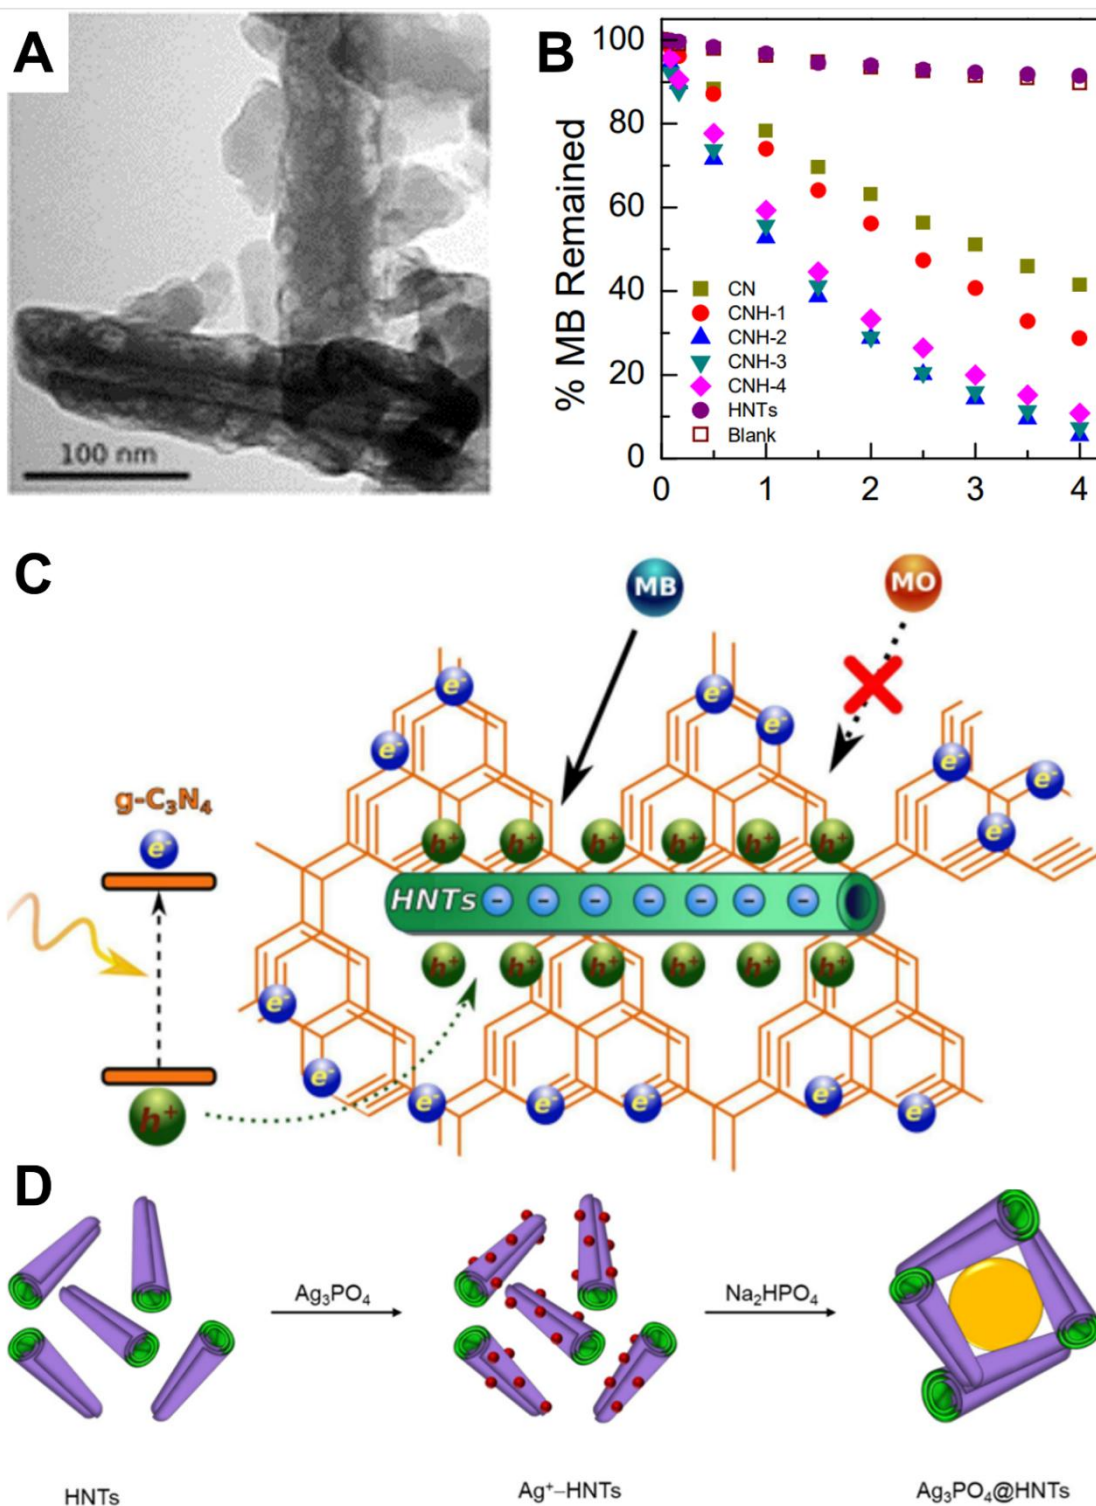 A
100 nm
B
% MB Remained
100
80
60
40
20
0
CN
CNH-1
CNH-2
CNH-3
CNH-4
HNTs
Blank
0 1 2 3 4
C
MB
MO
e⁻
e⁻
e⁻
e⁻
e⁻
e⁻
e⁻
g-C₃N₄
e⁻
h⁺ h⁺ h⁺ h⁺ h⁺ h⁺
HNTs - - - - - - -
h⁺ h⁺ h⁺ h⁺ h⁺ h⁺
e⁻
e⁻
e⁻
e⁻
e⁻
e⁻
e⁻
h⁺
D
Ag₃PO₄
Na₂HPO₄
HNTs
Ag⁺–HNTs
Ag₃PO₄@HNTs